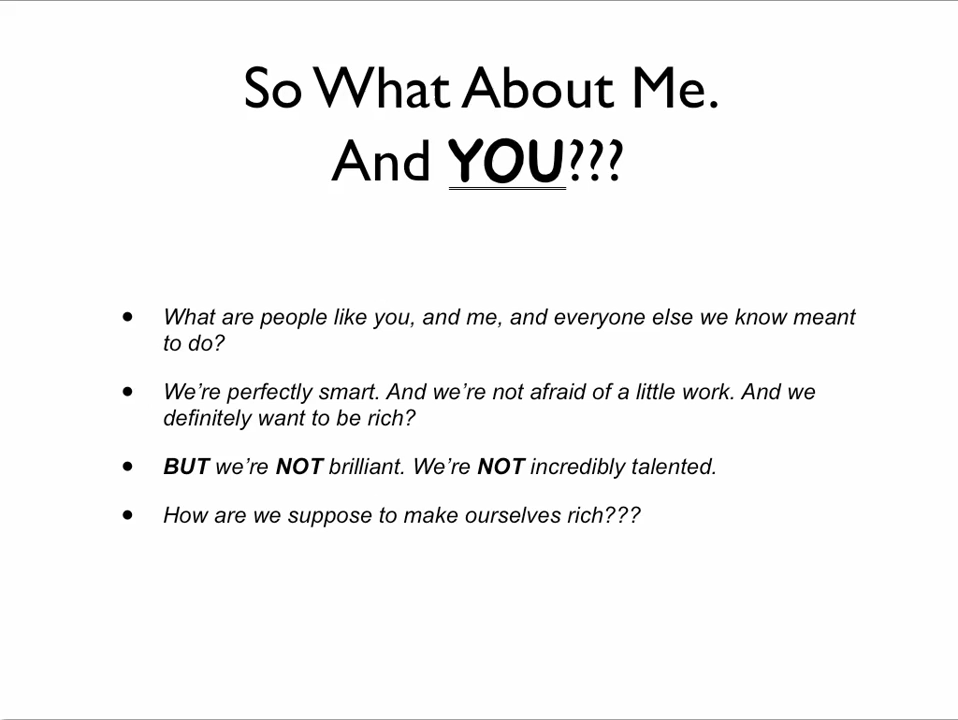 So What About Me.
And YOU???
• What are people like you, and me, and everyone else we know meant
to do?
• We’re perfectly smart. And we’re not afraid of a little work. And we
definitely want to be rich?
• BUT we’re NOT brilliant. We’re NOT incredibly talented.
• How are we suppose to make ourselves rich???